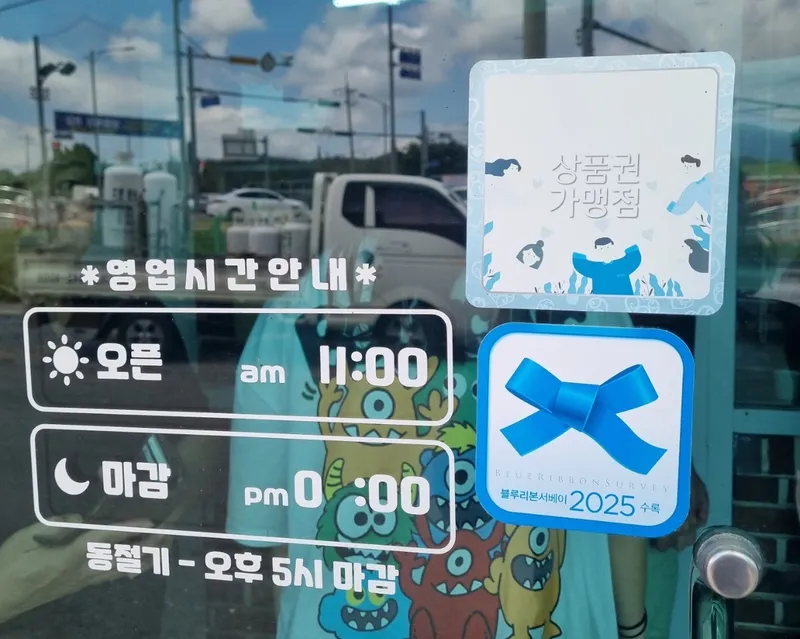 *영업시간안내*
오픈 am 11:00
마감 pm 0 :00
동절기 - 오후 5시 마감
상품권
가맹점
BLUERIBBONSURVEY
블루리본서베이 2025 수록